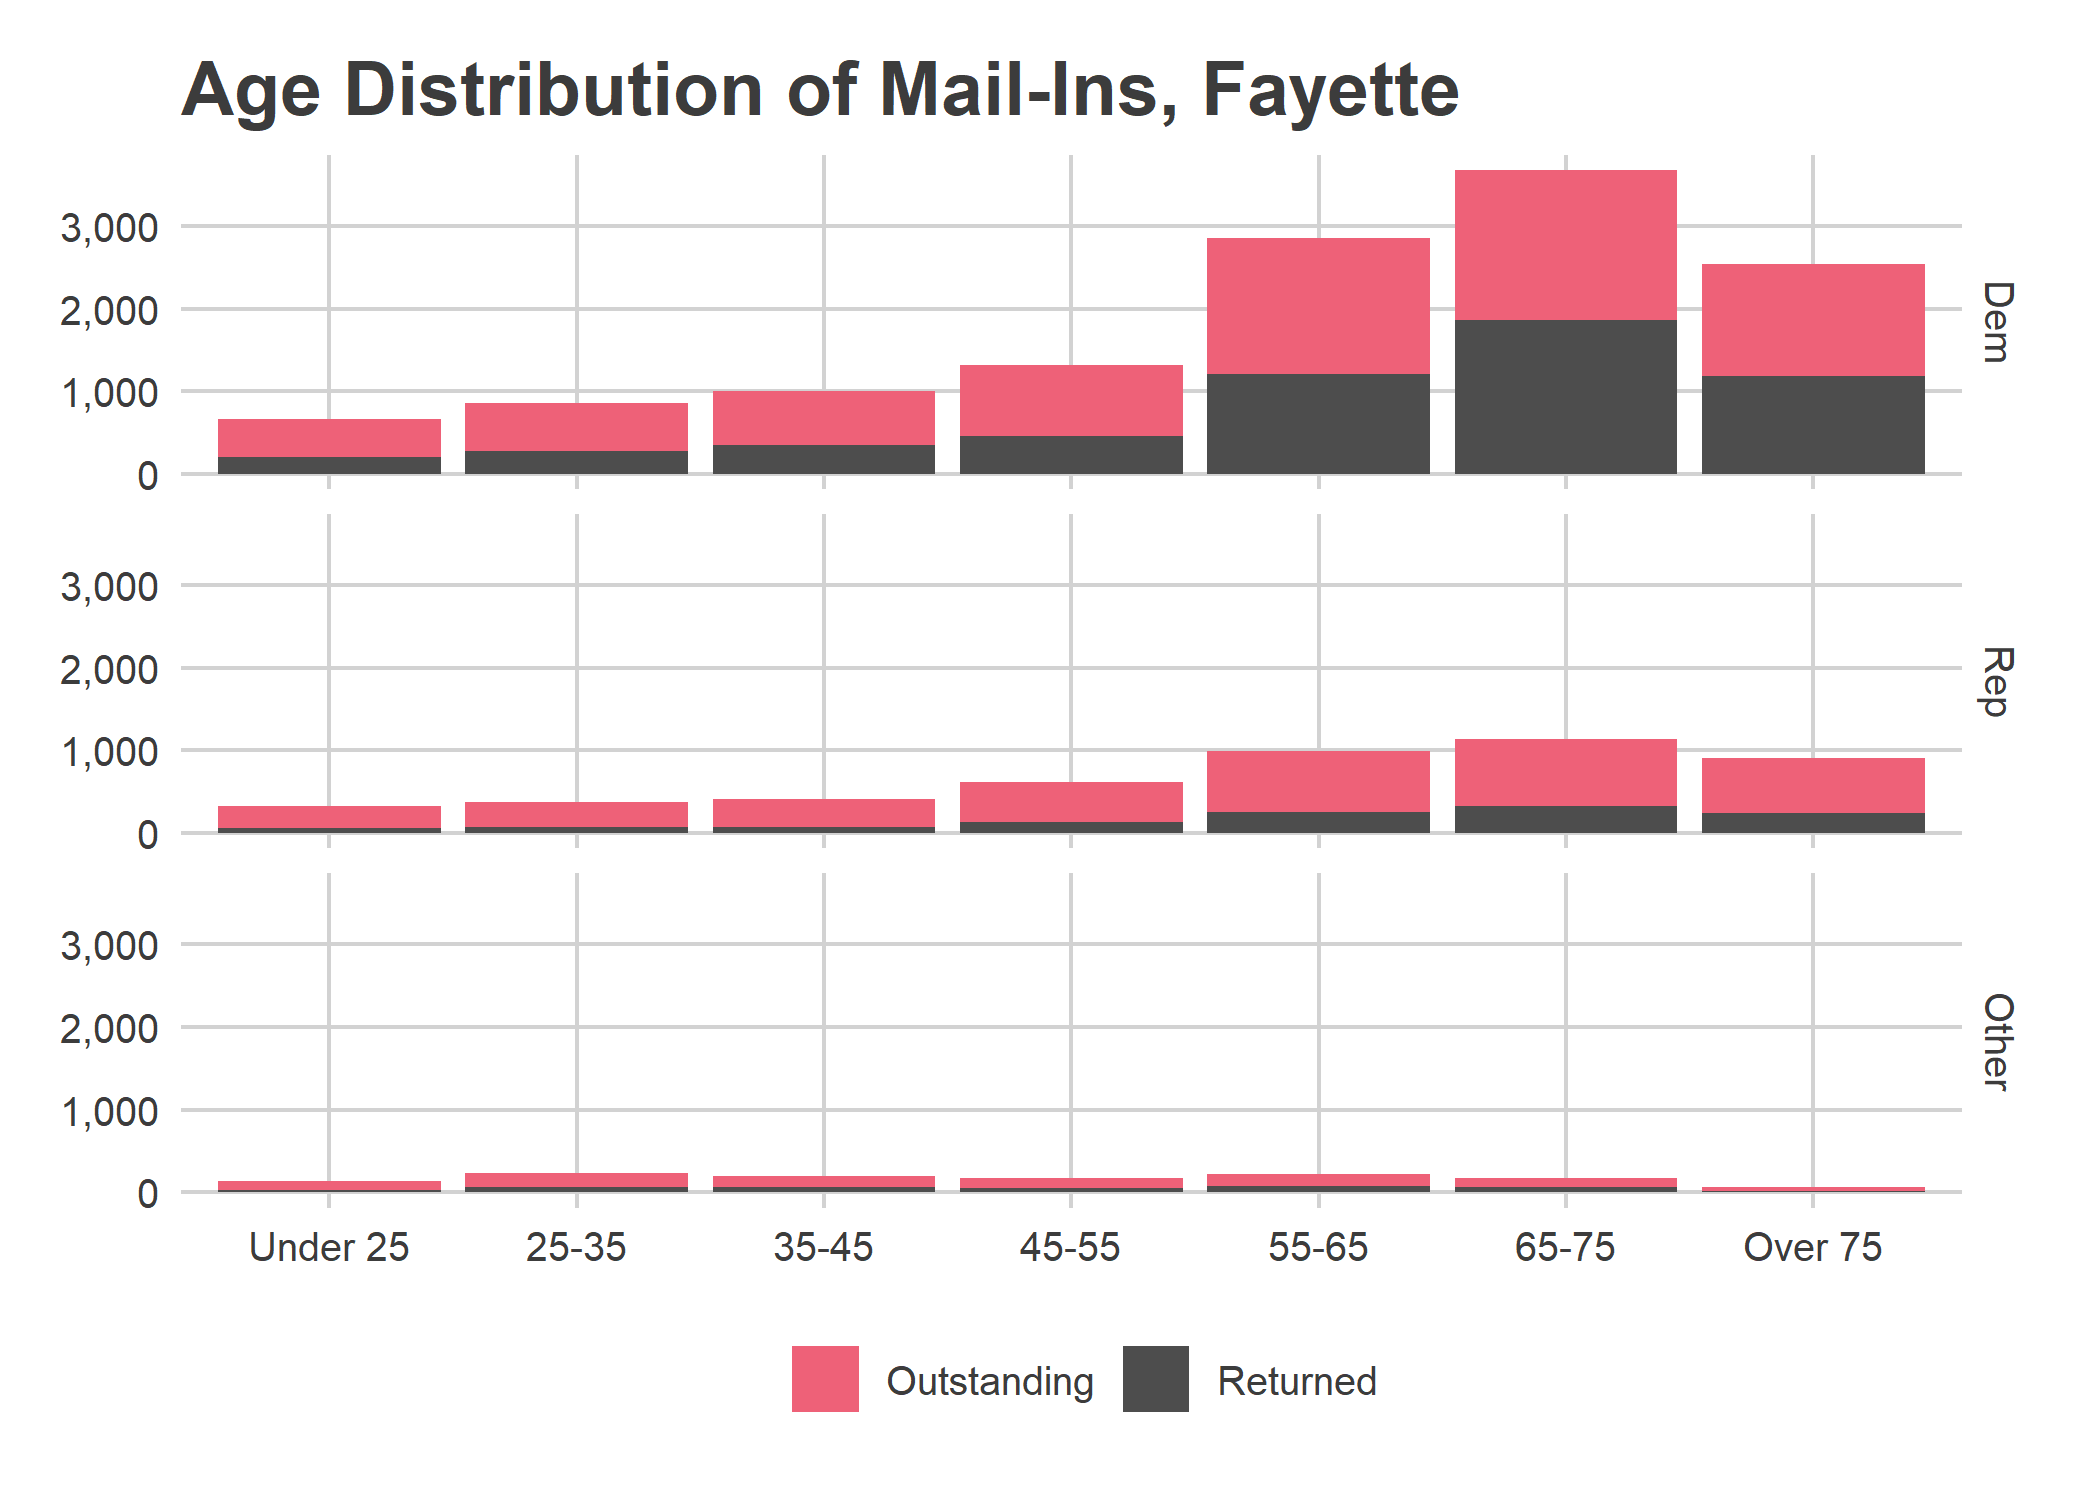 Age Distribution of Mail-Ins, Fayette
3,000
2,000
1,000
0
Dem
3,000
2,000
1,000
0
Rep
3,000
2,000
1,000
0
Other
Under 25 25-35 35-45 45-55 55-65 65-75 Over 75
Outstanding Returned